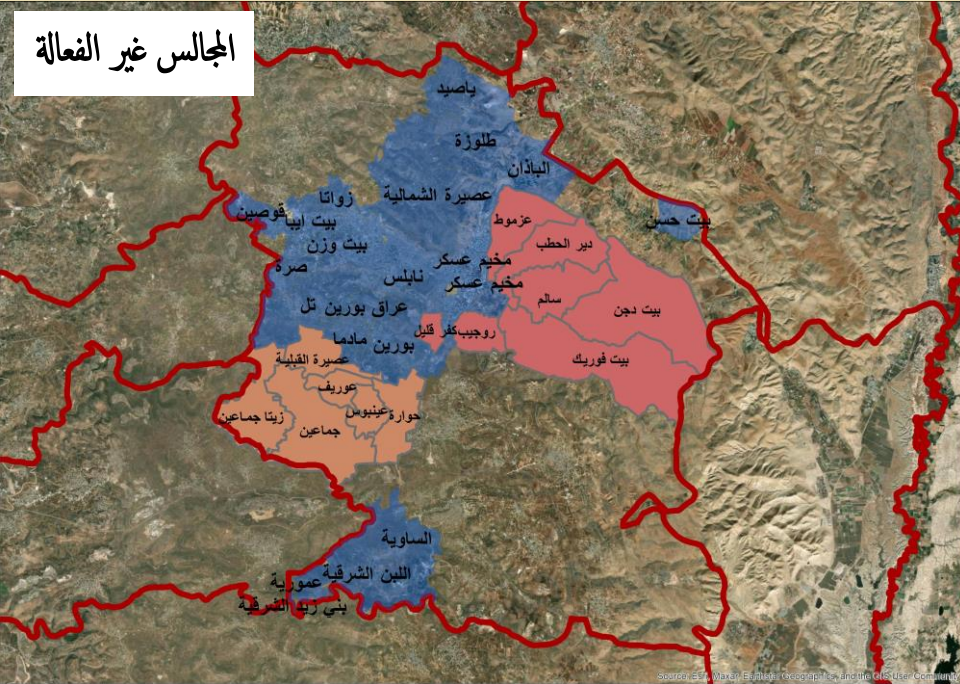 المجالس غير الفعالة
ياصيد
طلوزة
الباذان
عصيرة الشمالية
زواتا
قوصين
بيت ايبا
بيت حسن
عزموط
بيت وزن
دير الحطب
مخيم عسكر
صرة
نابلس
مخيم عسكر
سالم
عراق بورين تل
بيت دجن
كفر قليل
روجيب
بورين مادما
عصيرة القبلية
بيت فوريك
عوريف
زيتا جماعين
عينبوس
حوارة
جماعين
الساوية
اللبن الشرقية
عمورية
بني زيد الشرقية
Source: Esri, Maxar, Earthstar Geographics, and the GIS User Community